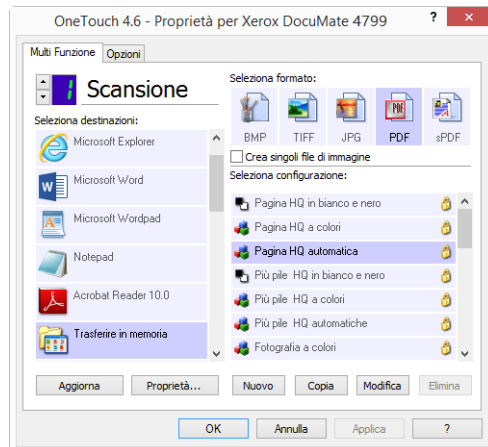 OneTouch 4.6 - Proprietà per Xerox DocuMate 4799
? ×
Multi Funzione
Opzioni
1 Scansione
Seleziona destinazioni:
Microsoft Explorer
Microsoft Word
Microsoft Wordpad
Notepad
Acrobat Reader 10.0
Trasferire in memoria
Aggiorna
Proprietà...
Seleziona formato:
BMP TIFF JPG PDF sPDF
Crea singoli file di immagine
Seleziona configurazione:
Pagina HQ in bianco e nero
Pagina HQ a colori
Pagina HQ automatica
Più pile HQ in bianco e nero
Più pile HQ a colori
Più pile HQ automatiche
Fotografia a colori
Nuovo
Copia
Modifica
Elimina
OK
Annulla
Applica
?